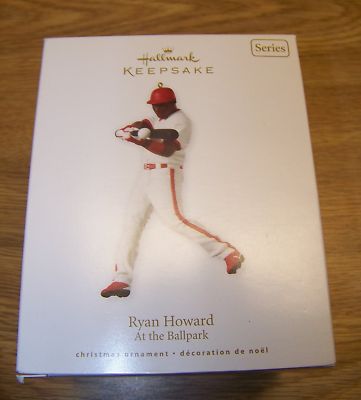 Hallmark
KEEPSAKE
Series
Ryan Howard
At the Ballpark
christmas ornament • décoration de noël